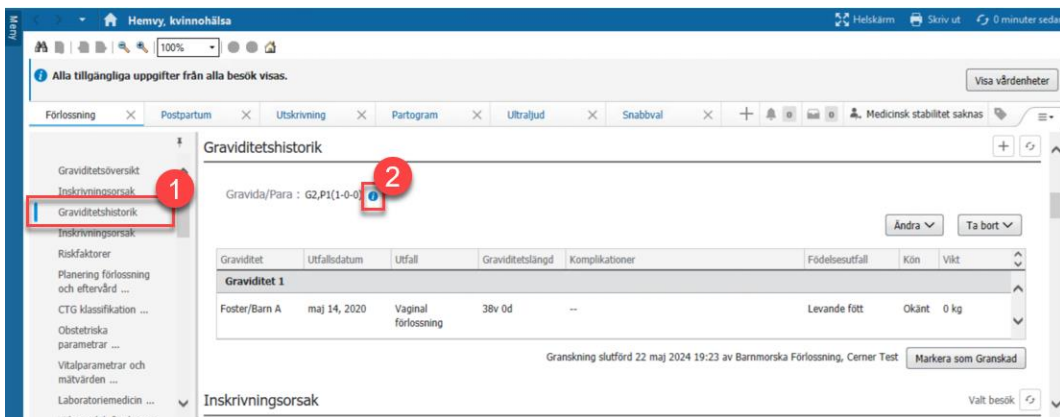 Meny
Hemvy, kvinnohälsa
Helskärm Skriv ut 0 minuter sedan
100%
Alla tillgängliga uppgifter från alla besök visas.
Visa vårdenheter
Förlossning Postpartum Utskrivning Partogram Ultraljud Snabbval 0 0 Medicinsk stabilitet saknas
Graviditetsöversikt
Inskrivningsorsak
1
Graviditetshistorik
Inskrivningsorsak
Riskfaktorer
Planering förlossning
och eftervård ...
CTG klassifikation ...
Obstetriska
parametrar ...
Vitalparametrar och
mätvärden ...
Laboratoriemedicin ...
Graviditetshistorik
2
Gravida/Para : G2,P1(1-0-0)
Ändra Ta bort
Graviditet Utfallsdatum Utfall Graviditetslängd Komplikationer Födelsesutfall Kön Vikt
Graviditet 1
Foster/Barn A maj 14, 2020 Vaginal förlossning 38v 0d -- Levande fött Okänt 0 kg
Granskning slutförd 22 maj 2024 19:23 av Barnmorska Förlossning, Cerner Test Markera som Granskad
Inskrivningsorsak Valt besök